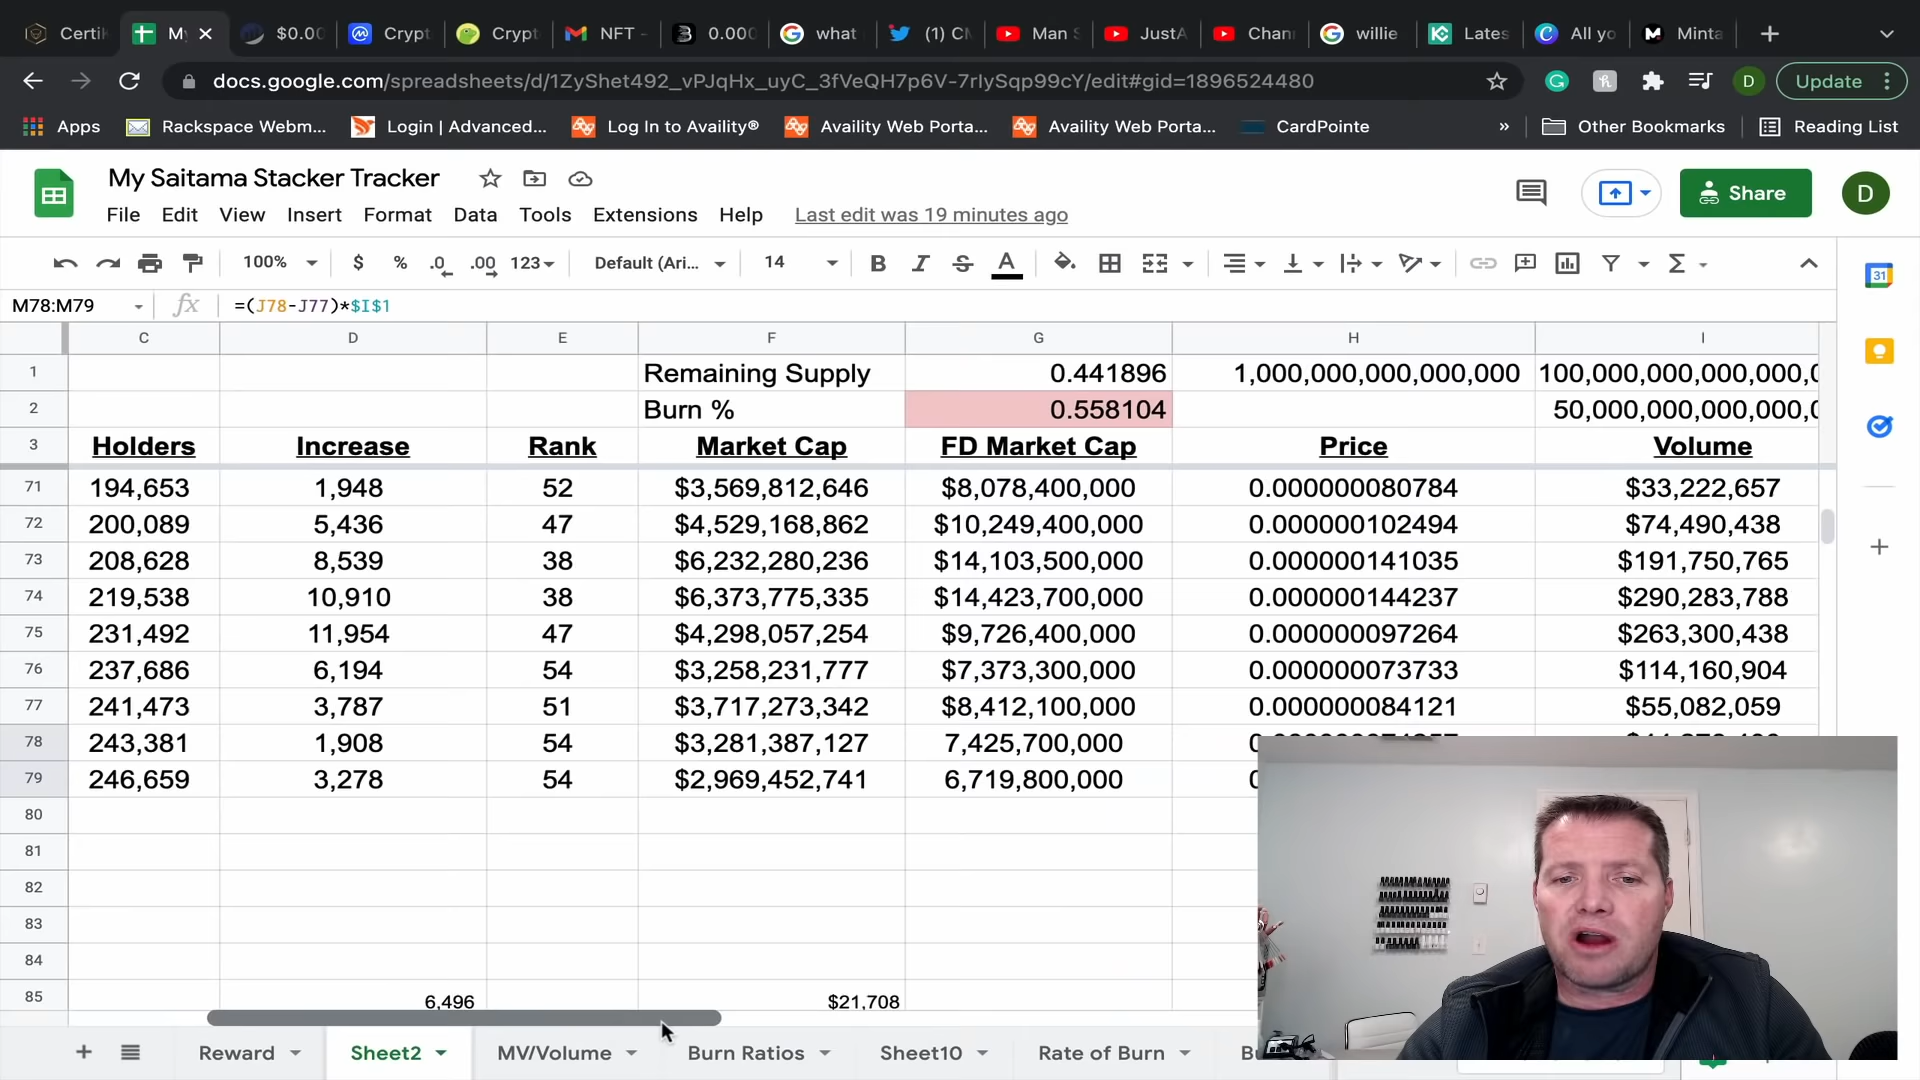 Certi
My
$0.00
Crypt
Crypt
NFT -
0.000
what
(1) CM
Man S
JustA
Chan
willie
Lates
All yo
Minta
docs.google.com/spreadsheets/d/1ZyShet492_vPJqHx_uyC_3fVeQH7p6V-7rIySqp99cY/edit#gid=1896524480
D
Update
Apps
Rackspace Webm...
Login | Advanced...
Log In to Availity®
Availity Web Porta...
Availity Web Porta...
CardPointe
»
Other Bookmarks
Reading List
My Saitama Stacker Tracker
File Edit View Insert Format Data Tools Extensions Help Last edit was 19 minutes ago
Share
D
100% $ % .0 .00 123 Default (Ari... 14 B I S A
31
M78:M79 fx =(J78-J77)*$I$1
C D E F G H I
1 Remaining Supply 0.441896 1,000,000,000,000,000 100,000,000,000,000,0
2 Burn % 0.558104 50,000,000,000,000,0
3 Holders Increase Rank Market Cap FD Market Cap Price Volume
71 194,653 1,948 52 $3,569,812,646 $8,078,400,000 0.000000080784 $33,222,657
72 200,089 5,436 47 $4,529,168,862 $10,249,400,000 0.000000102494 $74,490,438
73 208,628 8,539 38 $6,232,280,236 $14,103,500,000 0.000000141035 $191,750,765
74 219,538 10,910 38 $6,373,775,335 $14,423,700,000 0.000000144237 $290,283,788
75 231,492 11,954 47 $4,298,057,254 $9,726,400,000 0.000000097264 $263,300,438
76 237,686 6,194 54 $3,258,231,777 $7,373,300,000 0.000000073733 $114,160,904
77 241,473 3,787 51 $3,717,273,342 $8,412,100,000 0.000000084121 $55,082,059
78 243,381 1,908 54 $3,281,387,127 7,425,700,000
79 246,659 3,278 54 $2,969,452,741 6,719,800,000
80
81
82
83
84
85 6,496 $21,708
Reward Sheet2 MV/Volume Burn Ratios Sheet10 Rate of Burn